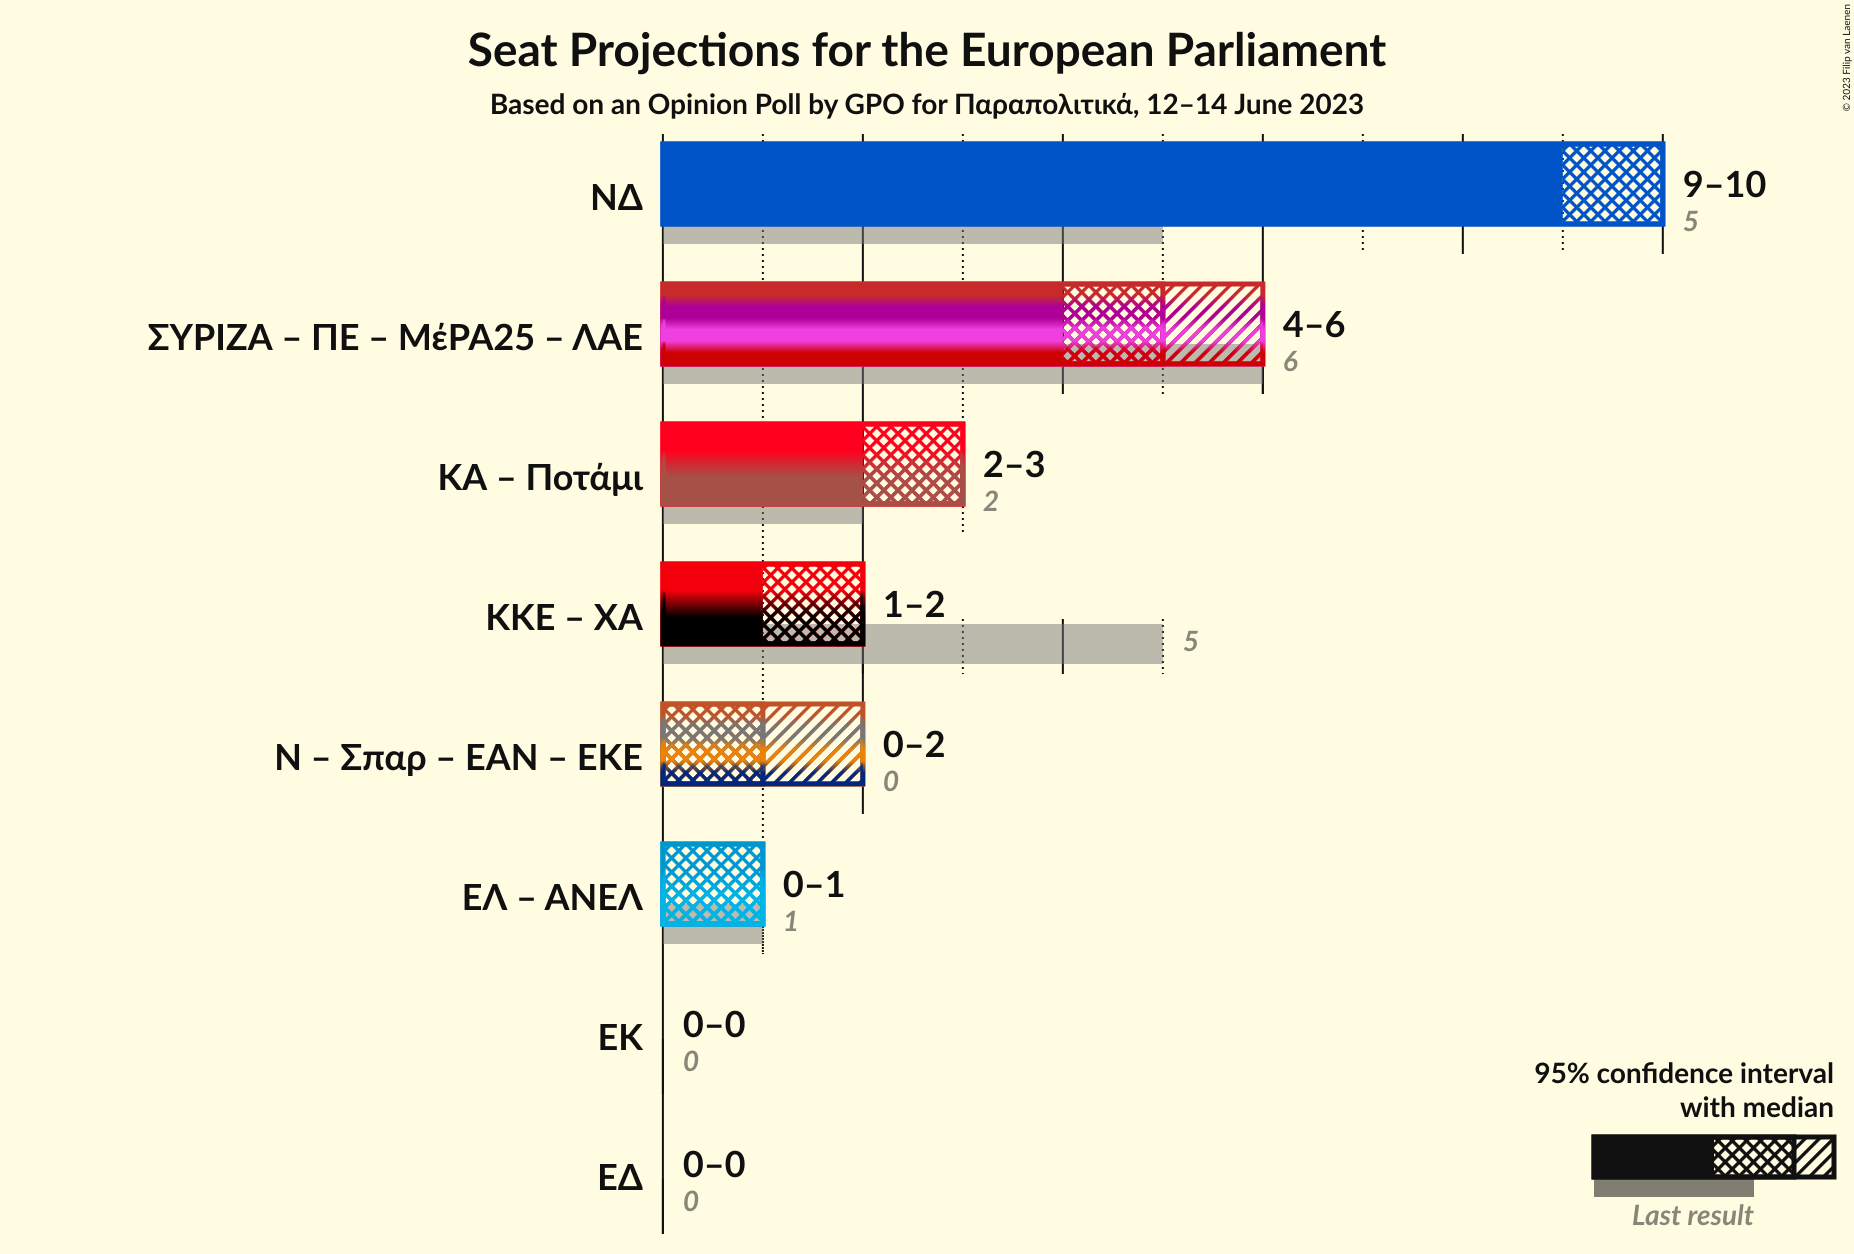 Seat Projections for the European Parliament
Based on an Opinion Poll by GPO for Παραπολιτικά, 12–14 June 2023
© 2023 Filip van Laenen
ΝΔ
9–10
5
ΣΥΡΙΖΑ – ΠΕ – ΜέΡΑ25 – ΛΑΕ
4–6
6
ΚΑ – Ποτάμι
2–3
2
ΚΚΕ – ΧΑ
1–2
5
Ν – Σπαρ – ΕΑΝ – ΕΚΕ
0–2
0
ΕΛ – ΑΝΕΛ
0–1
1
ΕΚ
0–0
0
ΕΔ
0–0
0
95% confidence interval
with median
Last result